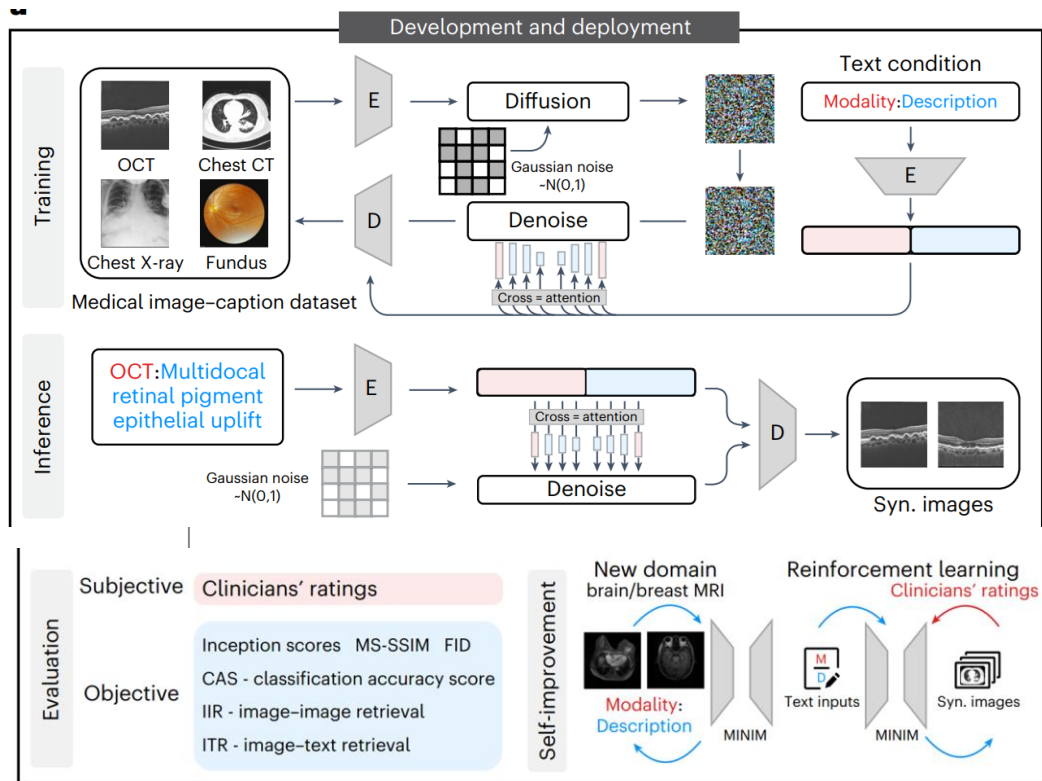 Development and deployment
Training
OCT
Chest CT
Chest X-ray
Fundus
Medical image–caption dataset
E
Diffusion
Gaussian noise
~N(0,1)
D
Denoise
Cross = attention
Text condition
Modality:Description
E
Inference
OCT:Multidocal
retinal pigment
epithelial uplift
E
Gaussian noise
~N(0,1)
Cross = attention
Denoise
D
Syn. images
Evaluation
Subjective
Clinicians’ ratings
Objective
Inception scores MS-SSIM FID
CAS - classification accuracy score
IIR - image–image retrieval
ITR - image–text retrieval
Self-improvement
New domain
brain/breast MRI
Modality:
Description
MINIM
Reinforcement learning
Clinicians’ ratings
M
D
Text inputs
MINIM
Syn. images